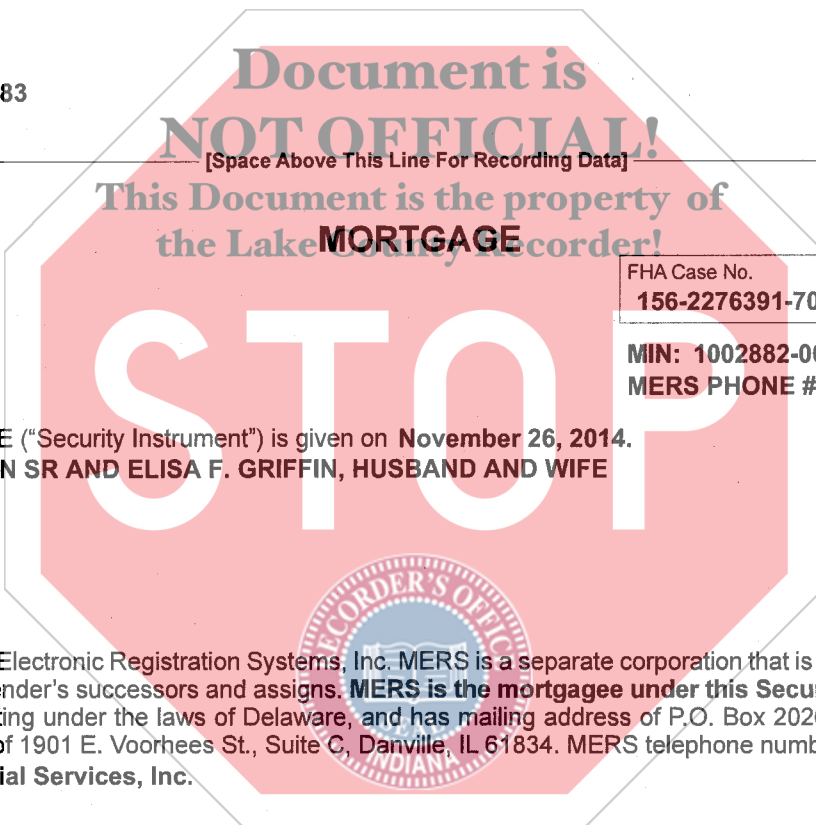 83
Document is
NOT OFFICIAL!
[Space Above This Line For Recording Data]
This Document is the property of
the Lake County Recorder!
MORTGAGE
FHA Case No.
156-2276391-70
MIN: 1002882-00
MERS PHONE #
E (“Security Instrument”) is given on November 26, 2014.
N SR AND ELISA F. GRIFFIN, HUSBAND AND WIFE
STOP
RECORDER'S OFFICE
Electronic Registration Systems, Inc. MERS is a separate corporation that is
ender's successors and assigns. MERS is the mortgagee under this Secu
ting under the laws of Delaware, and has mailing address of P.O. Box 2026
of 1901 E. Voorhees St., Suite C, Danville, IL 61834. MERS telephone numb
INDIANA
ial Services, Inc.